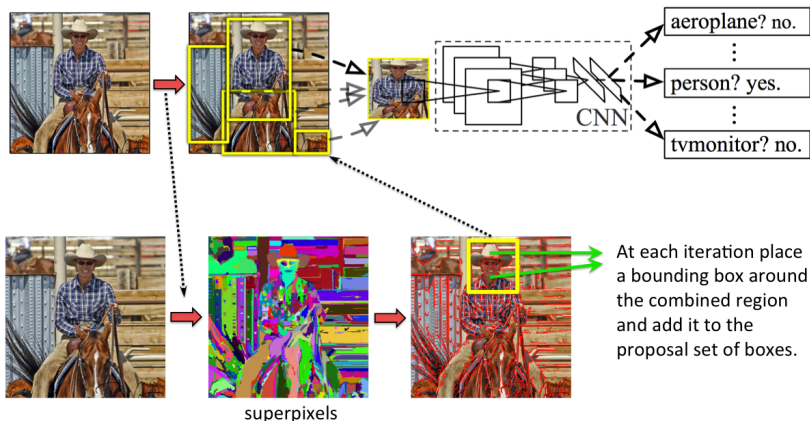 aeroplane? no.
person? yes.
tvmonitor? no.
CNN
At each iteration place
a bounding box around
the combined region
and add it to the
proposal set of boxes.
superpixels